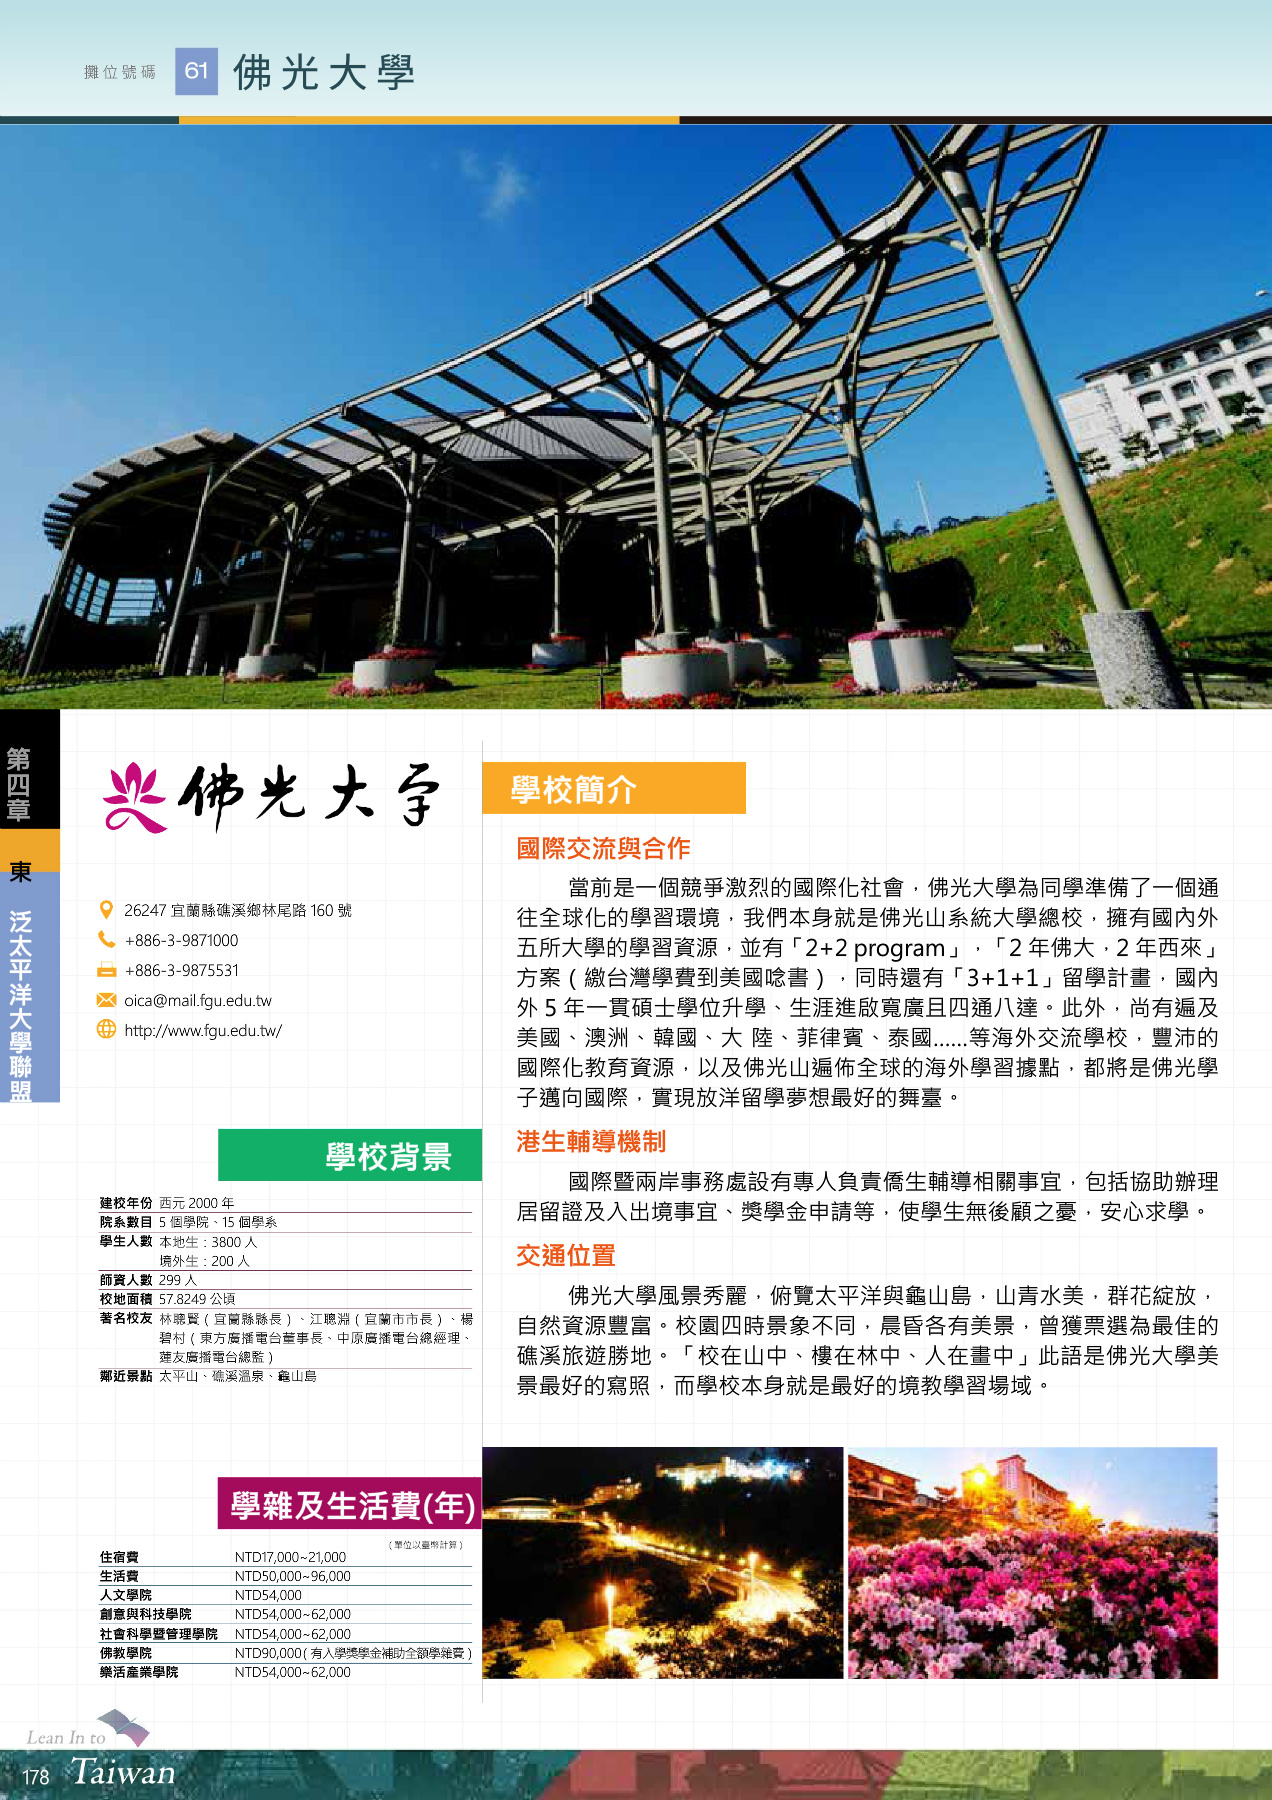 攤位號碼 61 佛光大學
第四章
東
泛太平洋大學聯盟
佛光大学
26247 宜蘭縣礁溪鄉林尾路 160 號
+886-3-9871000
+886-3-9875531
oica@mail.fgu.edu.tw
http://www.fgu.edu.tw/
學校背景
建校年份 西元 2000 年
院系數目 5 個學院、15 個學系
學生人數 本地生：3800 人
境外生：200 人
師資人數 299 人
校地面積 57.8249 公頃
著名校友 林聰賢（宜蘭縣縣長）、江聰淵（宜蘭市市長）、楊
碧村（東方廣播電台董事長、中原廣播電台總經理、
蓮友廣播電台總監）
鄰近景點 太平山、礁溪溫泉、龜山島
學雜及生活費(年)
（單位以臺幣計算）
住宿費 NTD17,000~21,000
生活費 NTD50,000~96,000
人文學院 NTD54,000
創意與科技學院 NTD54,000~62,000
社會科學暨管理學院 NTD54,000~62,000
佛教學院 NTD90,000（有入學獎學金補助全額學雜費）
樂活產業學院 NTD54,000~62,000
學校簡介
國際交流與合作
當前是一個競爭激烈的國際化社會，佛光大學為同學準備了一個通
往全球化的學習環境，我們本身就是佛光山系統大學總校，擁有國內外
五所大學的學習資源，並有「2+2 program」，「2 年佛大，2 年西來」
方案（繳台灣學費到美國唸書），同時還有「3+1+1」留學計畫，國內
外 5 年一貫碩士學位升學、生涯進啟寬廣且四通八達。此外，尚有遍及
美國、澳洲、韓國、大 陸、菲律賓、泰國......等海外交流學校，豐沛的
國際化教育資源，以及佛光山遍佈全球的海外學習據點，都將是佛光學
子邁向國際，實現放洋留學夢想最好的舞臺。
港生輔導機制
國際暨兩岸事務處設有專人負責僑生輔導相關事宜，包括協助辦理
居留證及入出境事宜、獎學金申請等，使學生無後顧之憂，安心求學。
交通位置
佛光大學風景秀麗，俯覽太平洋與龜山島，山青水美，群花綻放，
自然資源豐富。校園四時景象不同，晨昏各有美景，曾獲票選為最佳的
礁溪旅遊勝地。「校在山中、樓在林中、人在畫中」此語是佛光大學美
景最好的寫照，而學校本身就是最好的境教學習場域。
Lean In to
178 Taiwan